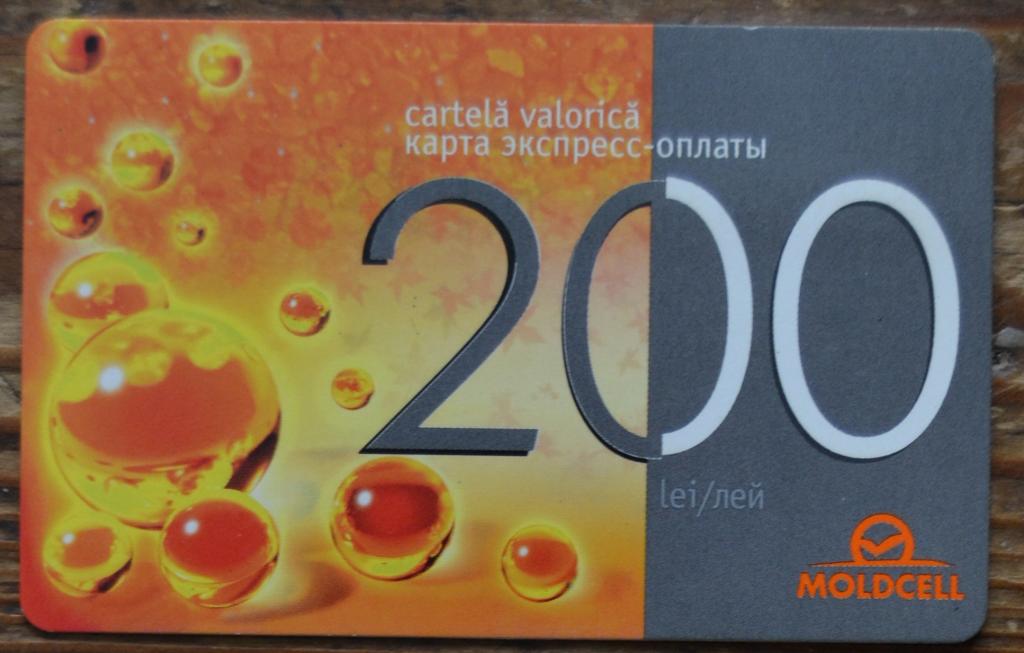 cartelă valorică
карта экспресс-оплаты
200
lei/лей
MOLDCELL